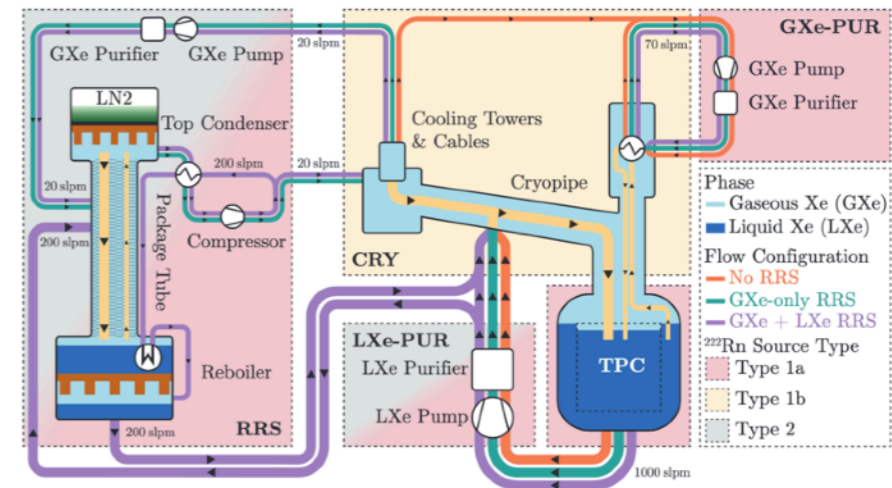 GXe Purifier
GXe Pump
20 slpm
LN2
Top Condenser
200 slpm
20 slpm
20 slpm
200 slpm
Package Tube
Compressor
Reboiler
200 slpm
RRS
Cooling Towers
& Cables
Cryopipe
CRY
70 slpm
GXe-PUR
GXe Pump
GXe Purifier
LXe-PUR
LXe Purifier
LXe Pump
TPC
1000 slpm
Phase
Gaseous Xe (GXe)
Liquid Xe (LXe)
Flow Configuration
No RRS
GXe-only RRS
GXe + LXe RRS
²²²Rn Source Type
Type 1a
Type 1b
Type 2